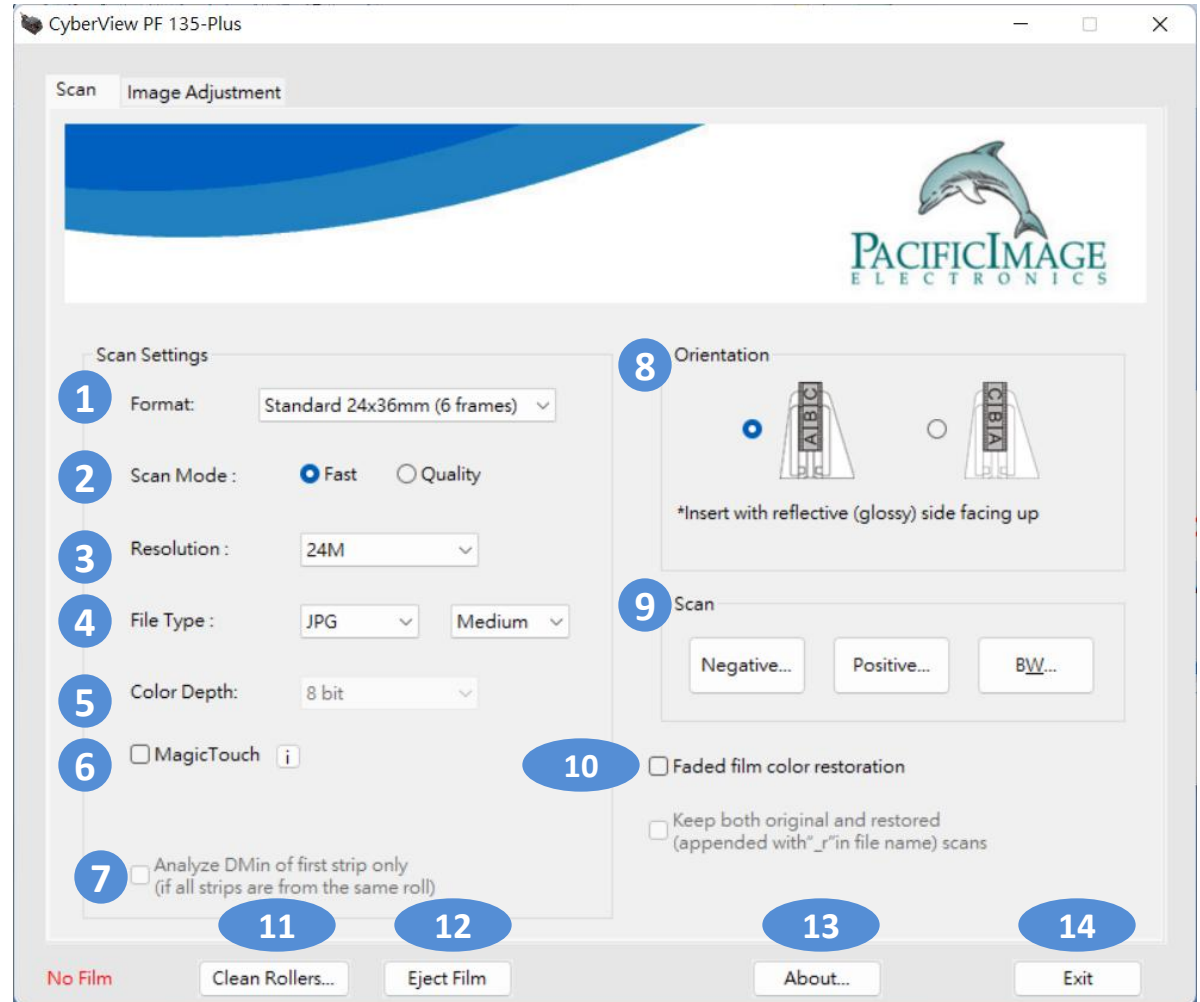 CyberView PF 135-Plus
Scan
Image Adjustment
PACIFICIMAGE
ELECTRONICS
Scan Settings
1
Format:
Standard 24x36mm (6 frames)
2
Scan Mode :
Fast
Quality
3
Resolution :
24M
4
File Type :
JPG
Medium
5
Color Depth:
8 bit
6
MagicTouch
i
7
Analyze DMin of first strip only
(if all strips are from the same roll)
8
Orientation
A B C
C B A
*Insert with reflective (glossy) side facing up
9
Scan
Negative...
Positive...
BW...
10
Faded film color restoration
Keep both original and restored
(appended with"_r"in file name) scans
11
12
13
14
No Film
Clean Rollers...
Eject Film
About...
Exit